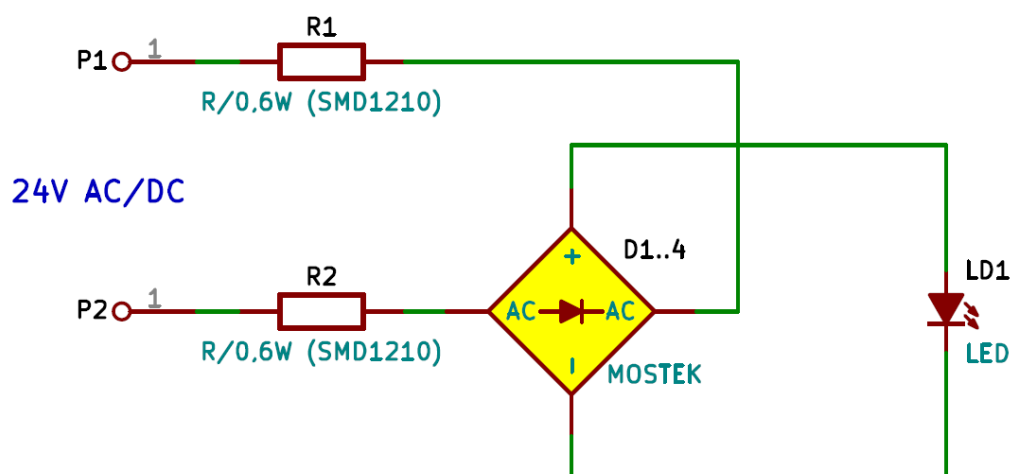 R1
P1 1
R/0,6W (SMD1210)
24V AC/DC
+
D1..4
R2
LD1
P2 1
AC AC
R/0,6W (SMD1210)
LED
–
MOSTEK